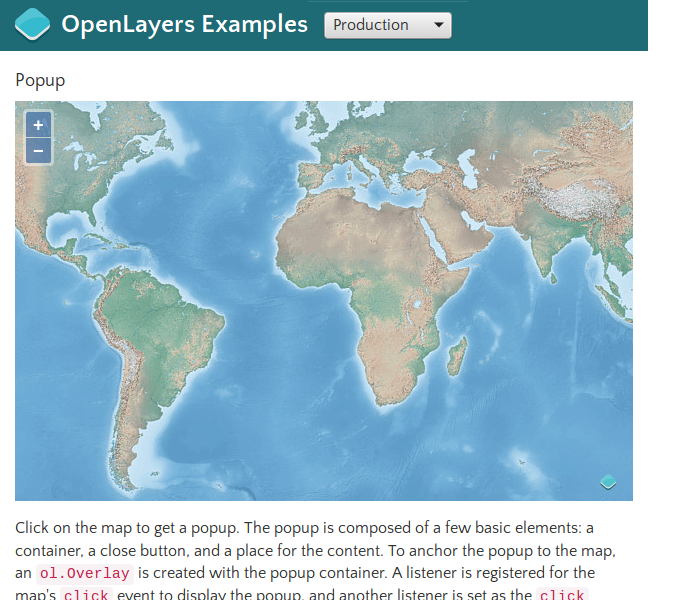 OpenLayers Examples Production
Popup
+
−
Click on the map to get a popup. The popup is composed of a few basic elements: a
container, a close button, and a place for the content. To anchor the popup to the map,
an ol.Overlay is created with the popup container. A listener is registered for the
map's click event to display the popup, and another listener is set as the click